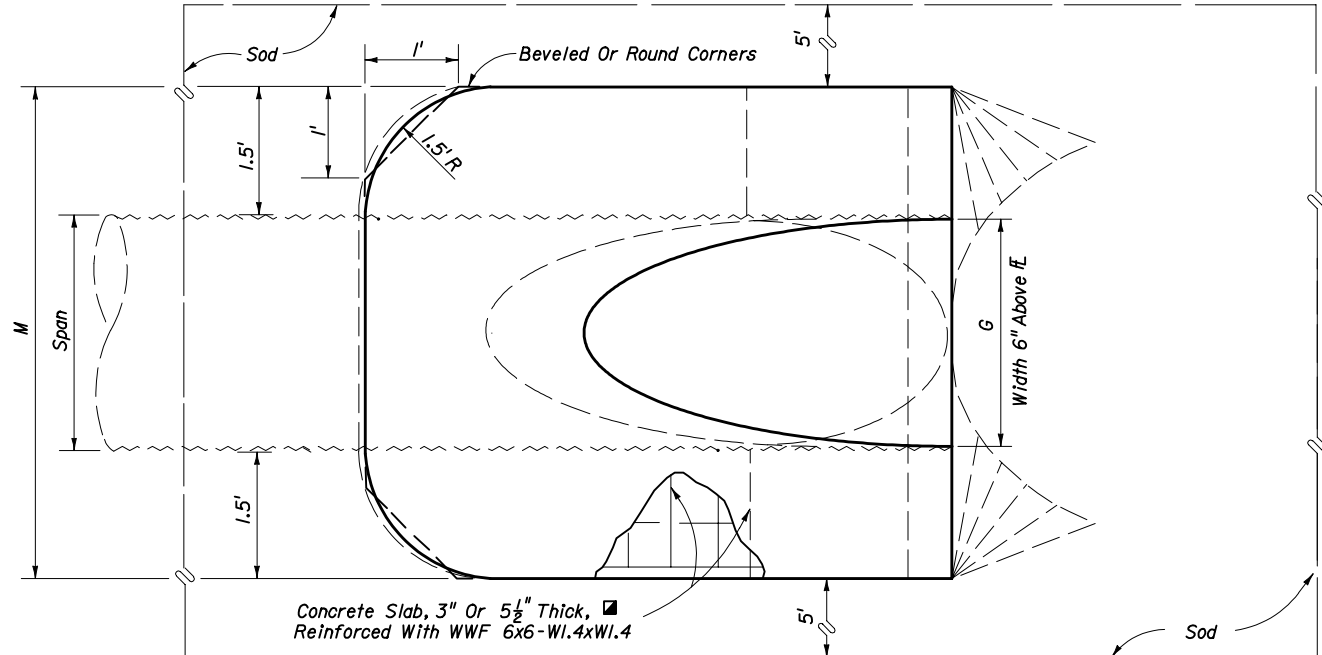 Sod
1'
Beveled Or Round Corners
5'
1.5'
1'
1.5' R
M
Span
G
Width 6" Above ℄
1.5'
Concrete Slab, 3" Or 5½" Thick,
Reinforced With WWF 6x6-W1.4xW1.4
5'
Sod